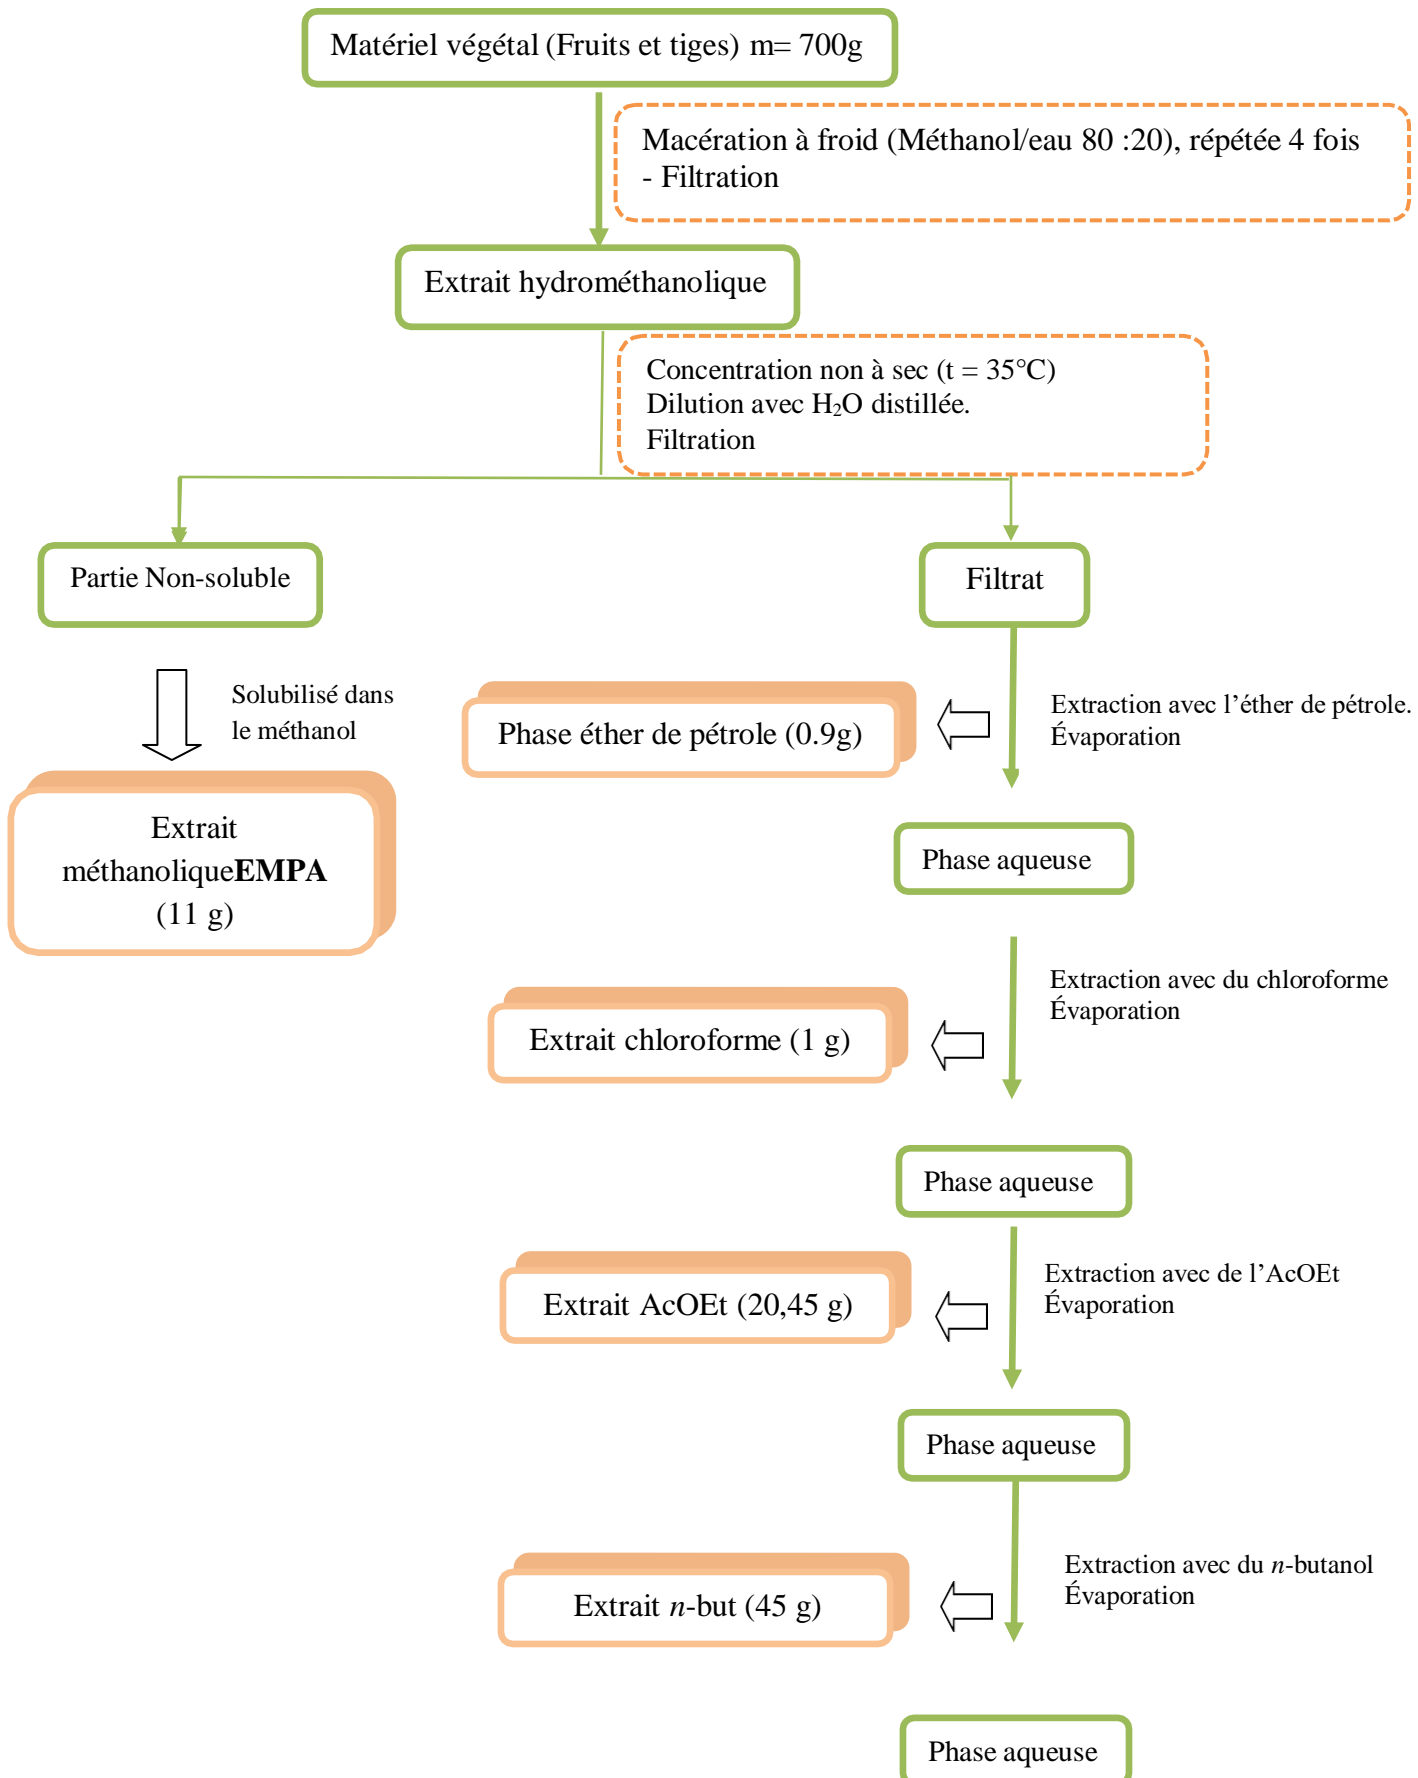 Matériel végétal (Fruits et tiges) m= 700g
Macération à froid (Méthanol/eau 80 :20), répétée 4 fois
- Filtration
Extrait hydrométhanolique
Concentration non à sec (t = 35°C)
Dilution avec H₂O distillée.
Filtration
Partie Non-soluble
Filtrat
Solubilisé dans
le méthanol
Extrait
méthanoliqueEMPA
(11 g)
Phase éther de pétrole (0.9g)
Extraction avec l’éther de pétrole.
Évaporation
Phase aqueuse
Extraction avec du chloroforme
Évaporation
Extrait chloroforme (1 g)
Phase aqueuse
Extraction avec de l’AcOEt
Évaporation
Extrait AcOEt (20,45 g)
Phase aqueuse
Extraction avec du n-butanol
Évaporation
Extrait n-but (45 g)
Phase aqueuse